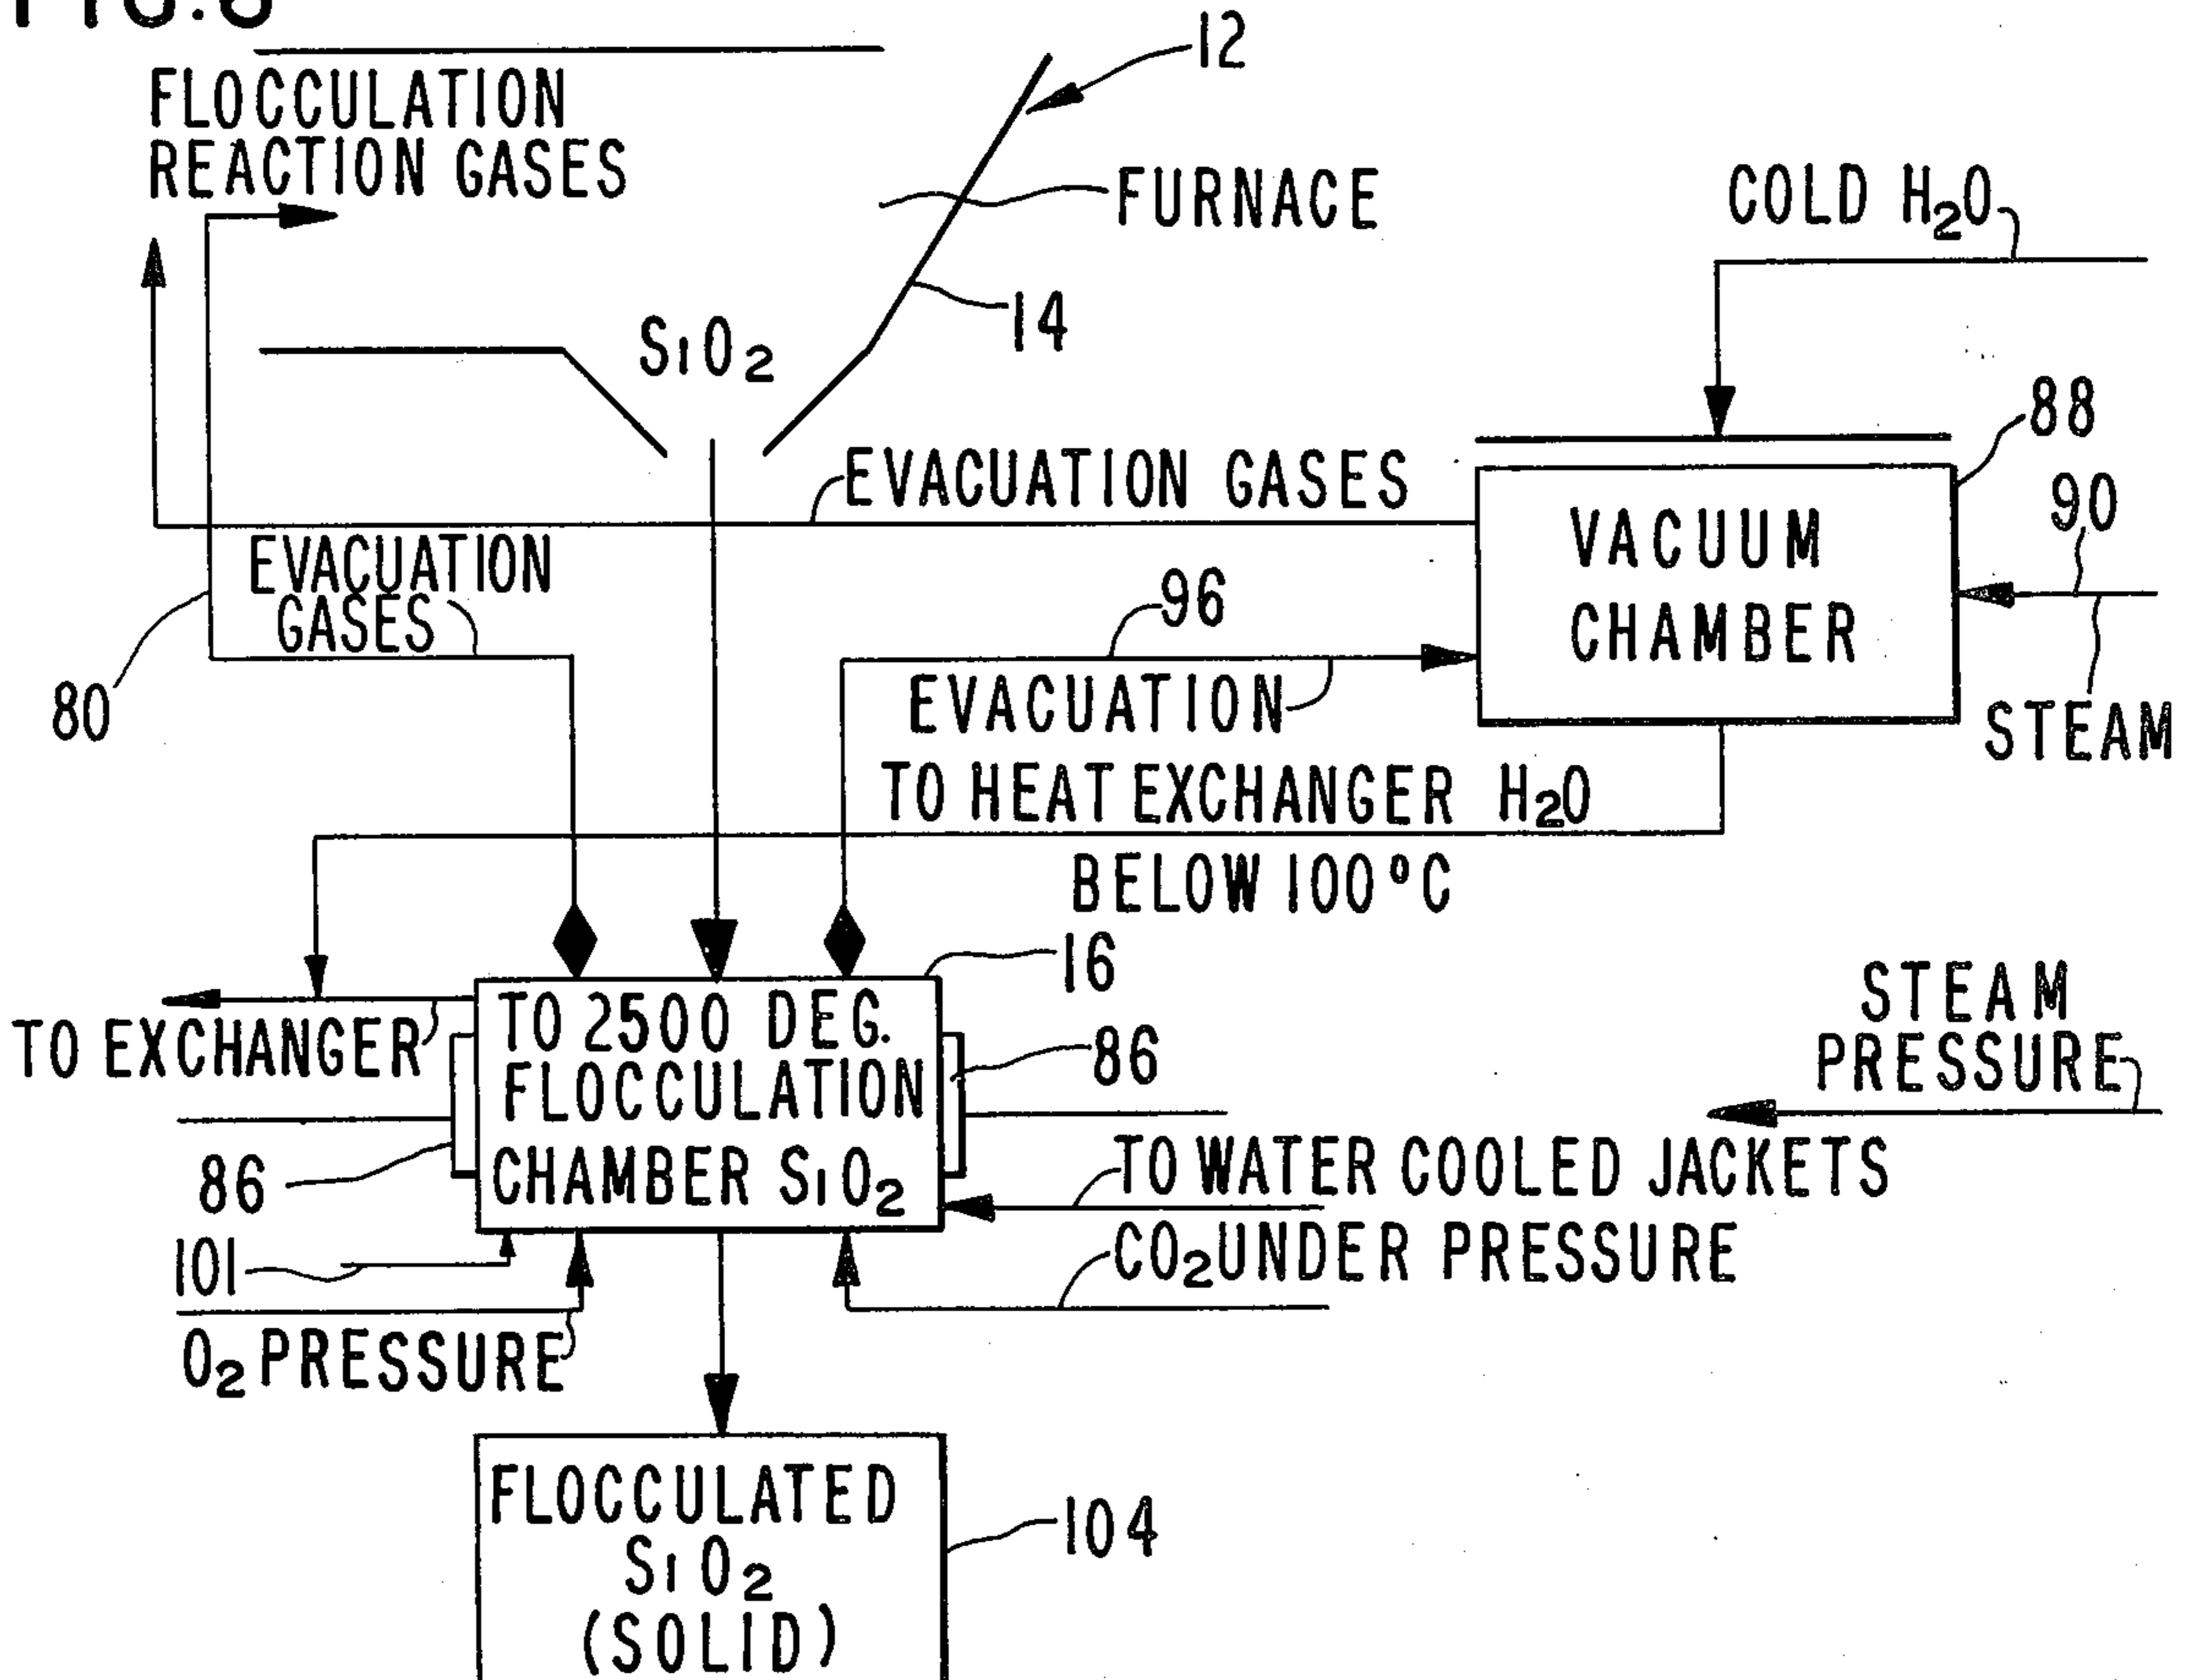 12
FLOCCULATION
REACTION GASES
FURNACE
COLD H2O
14
SiO2
88
EVACUATION GASES
90
VACUUM
CHAMBER
EVACUATION
GASES
96
80
EVACUATION
STEAM
TO HEAT EXCHANGER H2O
BELOW 100°C
16
STEAM
PRESSURE
TO EXCHANGER
TO 2500 DEG.
FLOCCULATION
CHAMBER SiO2
86
86
TO WATER COOLED JACKETS
101
CO2 UNDER PRESSURE
O2 PRESSURE
FLOCCULATED
SiO2
(SOLID)
104